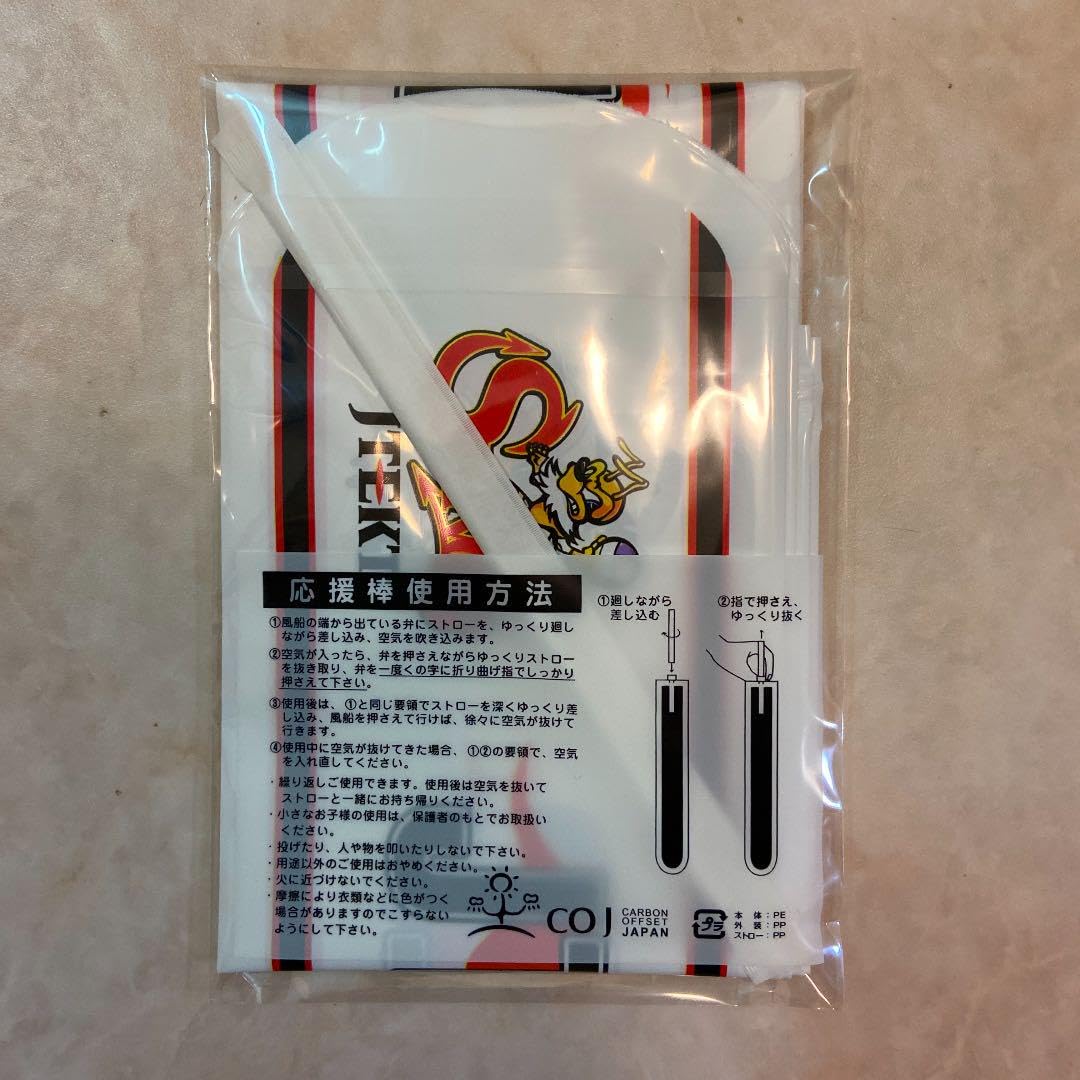 JTEKT
応援棒使用方法
①風船の端から出ている弁にストローを、ゆっくり廻し
ながら差し込み、空気を吹き込みます。
②空気が入ったら、弁を押さえながらゆっくりストロー
を抜き取り、弁を一度くの字に折り曲げ指でしっかり
押さえて下さい。
③使用後は、①と同じ要領でストローを深くゆっくり差
し込み、風船を押さえて行けば、徐々に空気が抜けて
行きます。
④使用中に空気が抜けてきた場合、①②の要領で、空気
を入れ直してください。
・繰り返しご使用できます。使用後は空気を抜いて
ストローと一緒にお持ち帰りください。
・小さなお子様の使用は、保護者のもとでお取扱い
ください。
・投げたり、人や物を叩いたりしないで下さい。
・用途以外のご使用はおやめください。
・火に近づけないでください。
・摩擦により衣類などに色がつく
場合がありますのでこすらない
ようにして下さい。
①廻しながら
差し込む
②指で押さえ、
ゆっくり抜く
COJ
CARBON
OFFSET
JAPAN
プラ
本体：PE
外装：PP
ストロー：PP